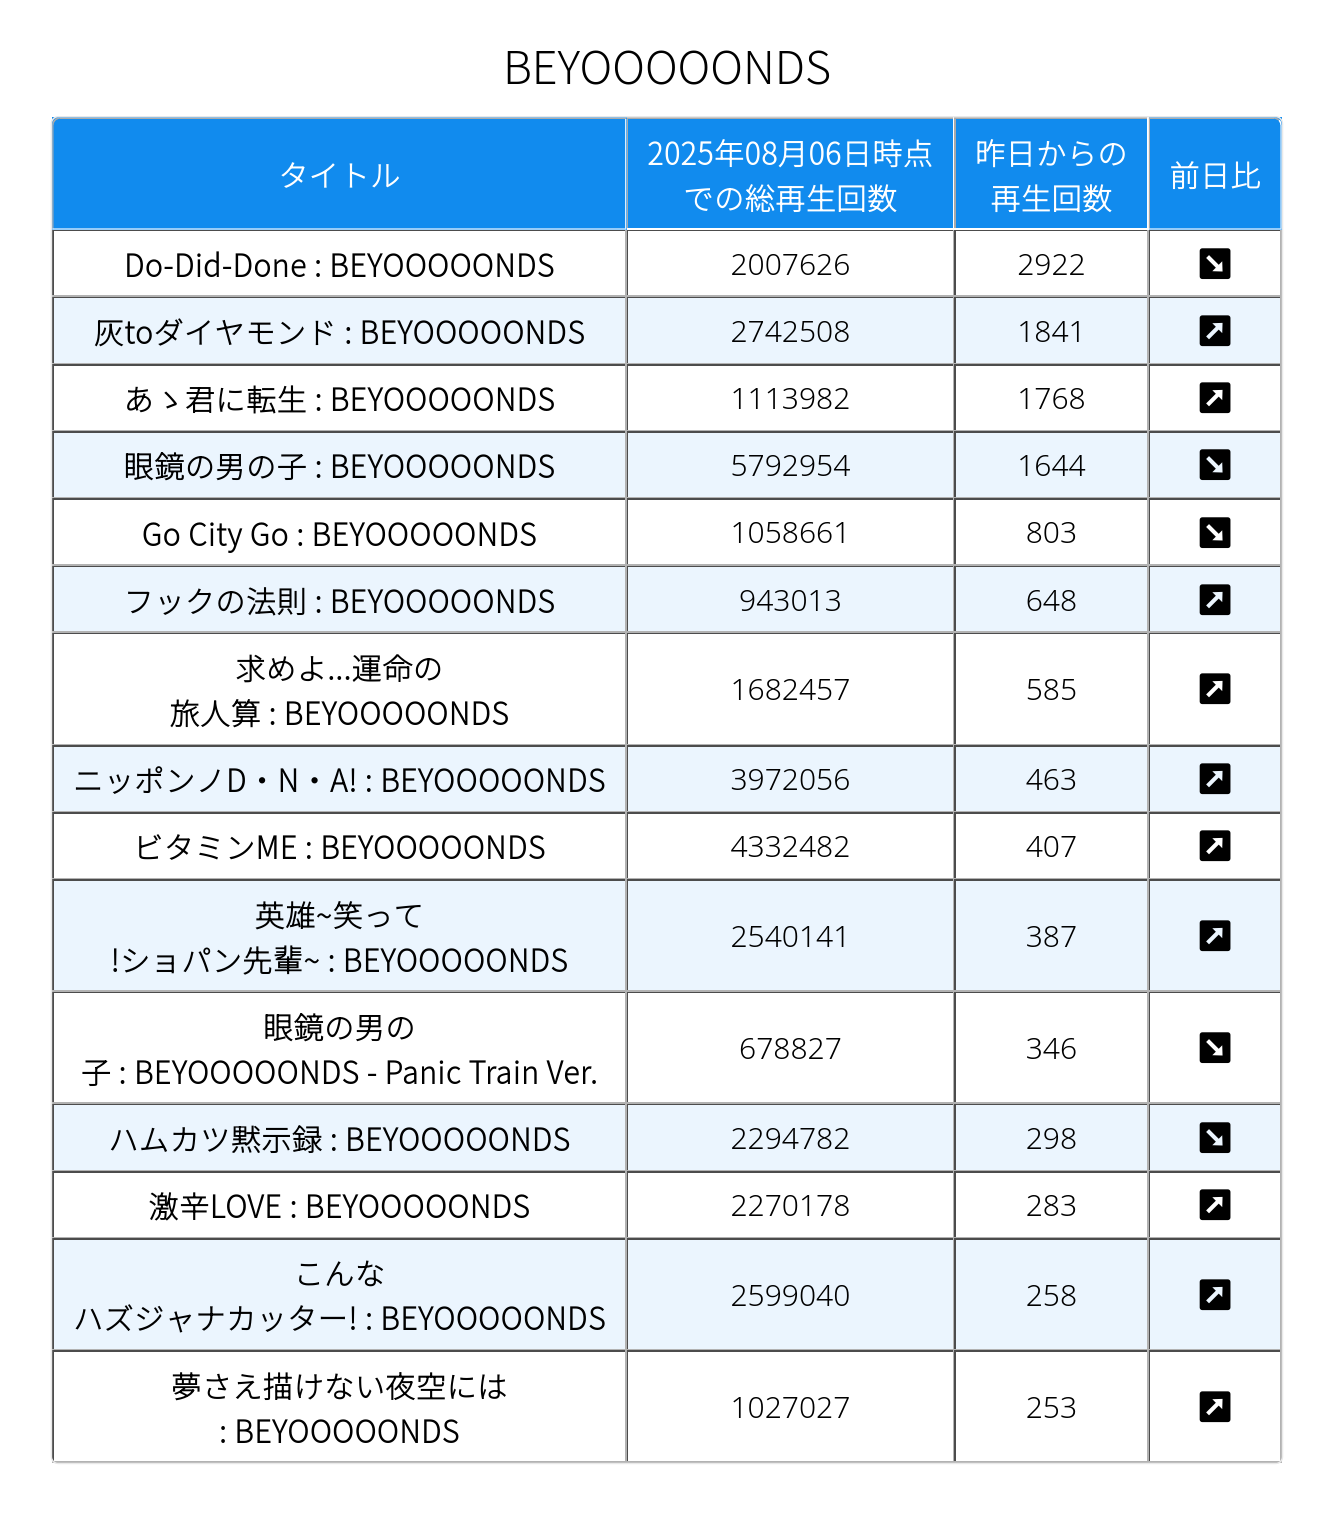 BEYOOOOONDS
タイトル
2025年08月06日時点
での総再生回数
昨日からの
再生回数
前日比
Do-Did-Done : BEYOOOOONDS
2007626
2922
↘
灰toダイヤモンド : BEYOOOOONDS
2742508
1841
↗
あゝ君に転生 : BEYOOOOONDS
1113982
1768
↗
眼鏡の男の子 : BEYOOOOONDS
5792954
1644
↘
Go City Go : BEYOOOOONDS
1058661
803
↘
フックの法則 : BEYOOOOONDS
943013
648
↗
求めよ...運命の
旅人算 : BEYOOOOONDS
1682457
585
↗
ニッポンノD・N・A! : BEYOOOOONDS
3972056
463
↗
ビタミンME : BEYOOOOONDS
4332482
407
↗
英雄~笑って
!ショパン先輩~ : BEYOOOOONDS
2540141
387
↗
眼鏡の男の
子 : BEYOOOOONDS - Panic Train Ver.
678827
346
↘
ハムカツ黙示録 : BEYOOOOONDS
2294782
298
↘
激辛LOVE : BEYOOOOONDS
2270178
283
↗
こんな
ハズジャナカッター! : BEYOOOOONDS
2599040
258
↗
夢さえ描けない夜空には
: BEYOOOOONDS
1027027
253
↗